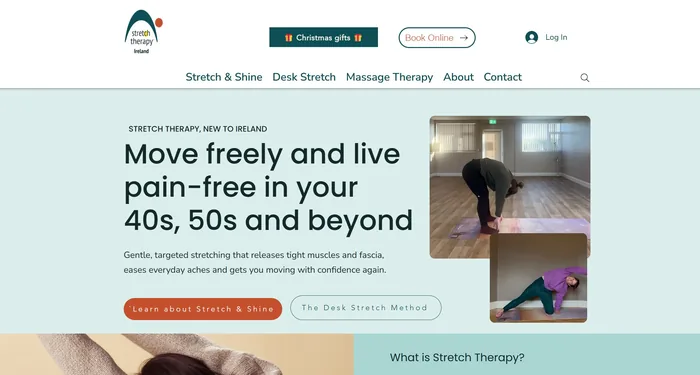 stretch
therapy
ireland
Christmas gifts
Book Online
Log In
Stretch & Shine
Desk Stretch
Massage Therapy
About
Contact
STRETCH THERAPY, NEW TO IRELAND
Move freely and live
pain-free in your
40s, 50s and beyond
Gentle, targeted stretching that releases tight muscles and fascia,
eases everyday aches and gets you moving with confidence again.
`Learn about Stretch & Shine
The Desk Stretch Method
What is Stretch Therapy?